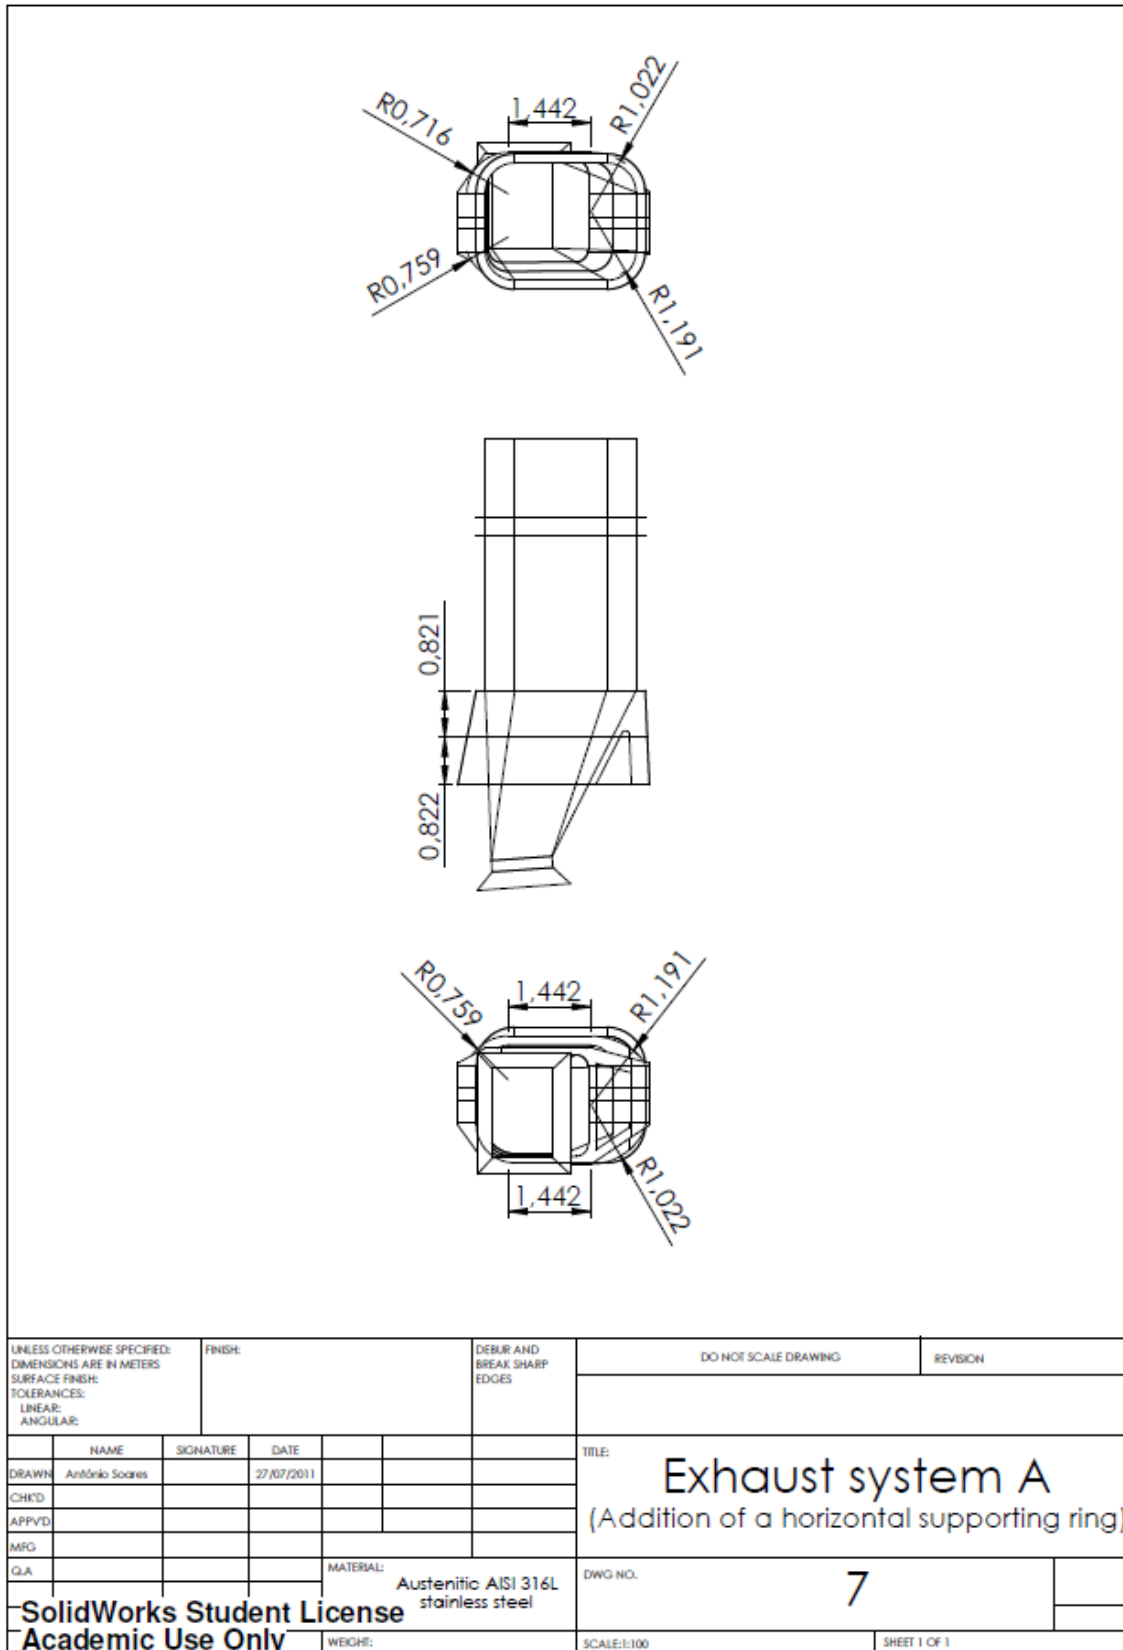 R0,716
1,442
R1,022
R0,759
R1,191
0,821
0,822
R0,759
1,442
R1,191
1,442
R1,022
UNLESS OTHERWISE SPECIFIED:
DIMENSIONS ARE IN METERS
SURFACE FINISH:
TOLERANCES:
LINEAR:
ANGULAR:
FINISH:
DEBUR AND
BREAK SHARP
EDGES
DO NOT SCALE DRAWING
REVISION
NAME
SIGNATURE
DATE
DRAWN
António Soares
27/07/2011
CHK'D
APPV'D
MFG
Q.A
TITLE:
Exhaust system A
(Addition of a horizontal supporting ring)
MATERIAL:
Austenitic AISI 316L
stainless steel
DWG NO.
7
SolidWorks Student License
Academic Use Only
WEIGHT:
SCALE:1:100
SHEET 1 OF 1